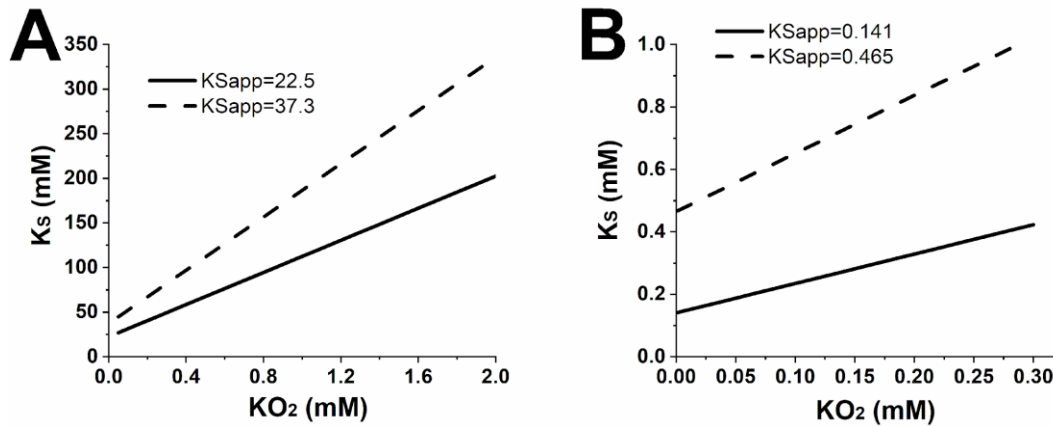 A
350
300
250
200
150
100
50
0
Ks (mM)
KSapp=22.5
KSapp=37.3
0.0 0.4 0.8 1.2 1.6 2.0
KO2 (mM)
B
1.0
0.8
0.6
0.4
0.2
0.0
Ks (mM)
KSapp=0.141
KSapp=0.465
0.00 0.05 0.10 0.15 0.20 0.25 0.30
KO2 (mM)